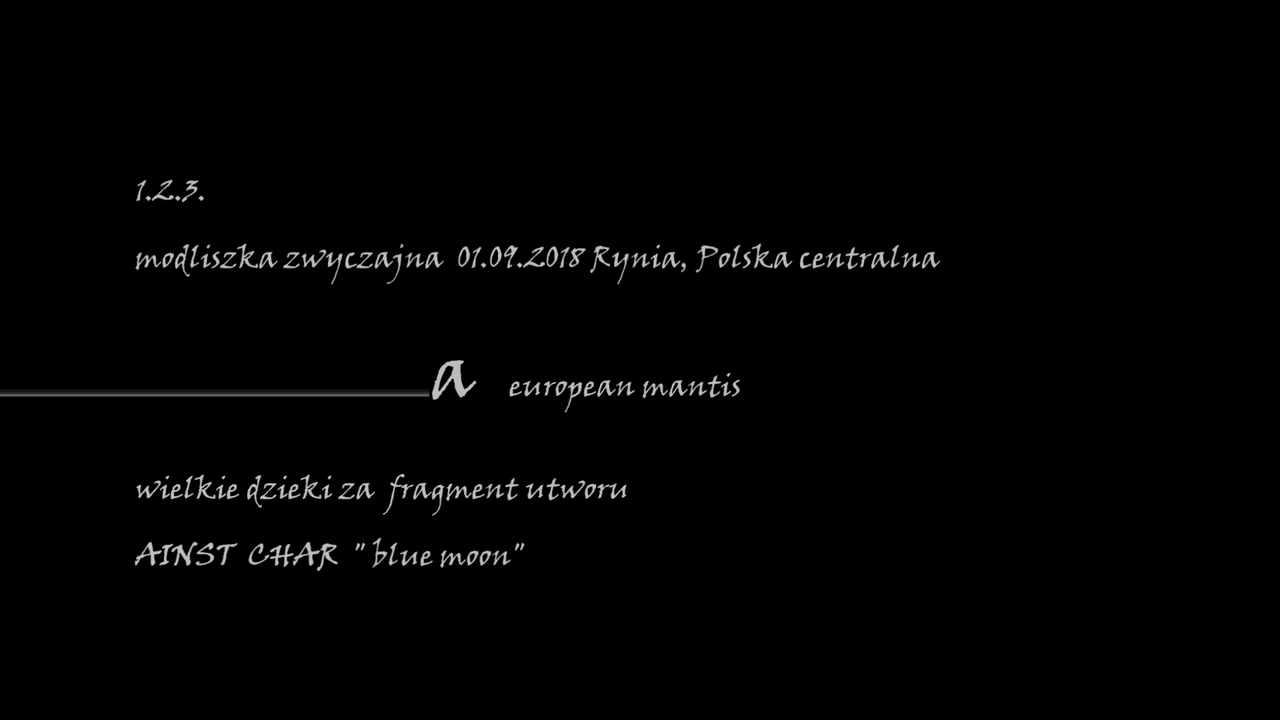 1.2.3.
modliszka zwyczajna 01.09.2018 Rynia, Polska centralna
a european mantis
wielkie dzieki za fragment utworu
AINST CHAR " blue moon"